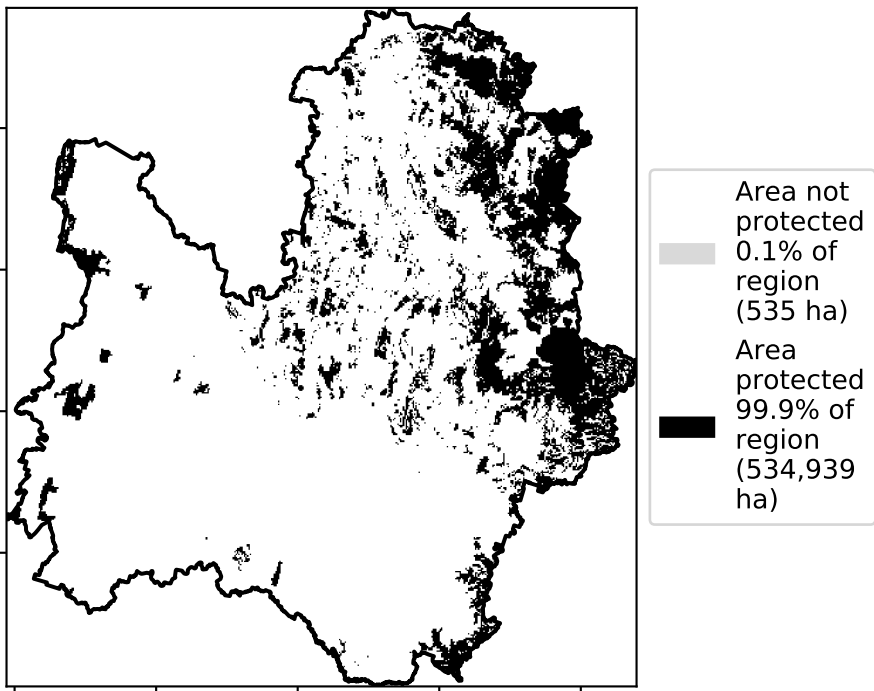 Area not
protected
0.1% of
region
(535 ha)
Area
protected
99.9% of
region
(534,939
ha)